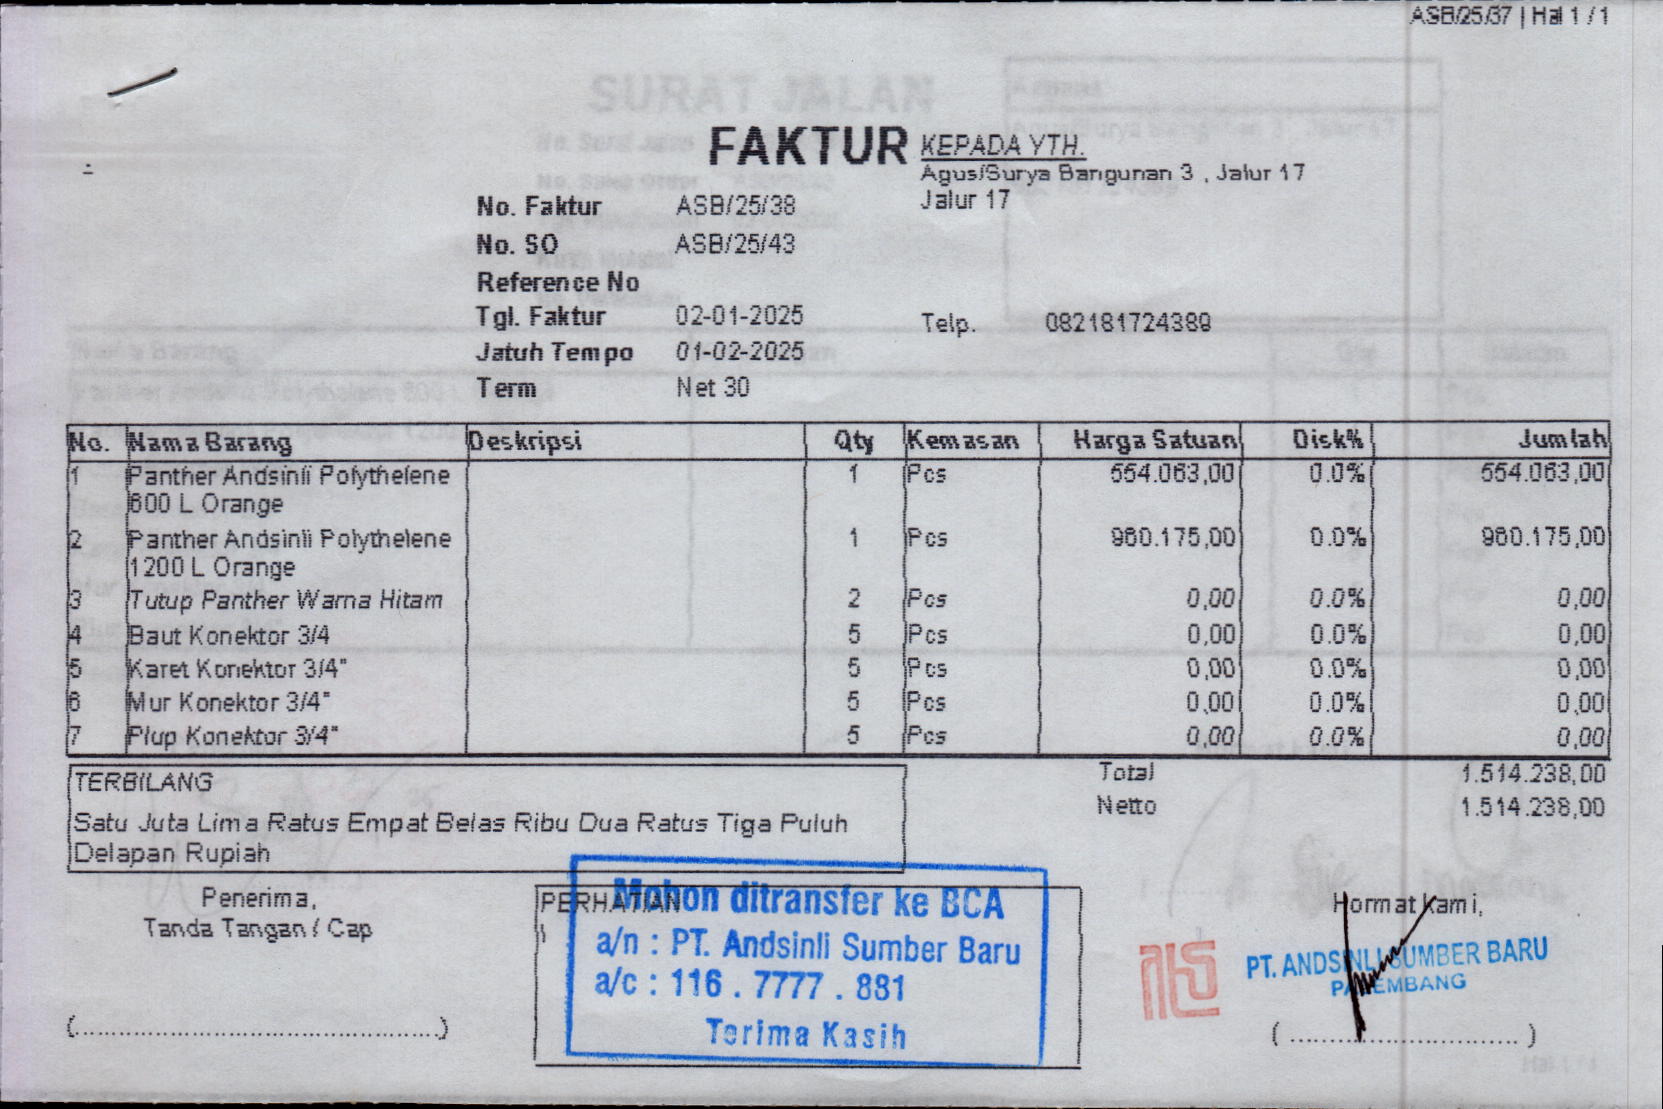 ASB/25/37 | Hal 1 / 1
FAKTUR
KEPADA YTH.
Agus/Surya Bangunan 3 , Jalur 17
Jalur 17
No. Faktur ASB/25/38
No. SO ASB/25/43
Reference No
Tgl. Faktur 02-01-2025
Telp. 082181724389
Jatuh Tempo 01-02-2025
Term Net 30
No. Nama Barang Deskripsi Qty Kemasan Harga Satuan Disk% Jumlah
1 Panther Andsinli Polythelene 1 Pcs 554.063,00 0.0% 554.063,00
600 L Orange
2 Panther Andsinli Polythelene 1 Pcs 960.175,00 0.0% 960.175,00
1200 L Orange
3 Tutup Panther Warna Hitam 2 Pcs 0,00 0.0% 0,00
4 Baut Konektor 3/4 5 Pcs 0,00 0.0% 0,00
5 Karet Konektor 3/4" 5 Pcs 0,00 0.0% 0,00
6 Mur Konektor 3/4" 5 Pcs 0,00 0.0% 0,00
7 Plup Konektor 3/4" 5 Pcs 0,00 0.0% 0,00
Total 1.514.238,00
Netto 1.514.238,00
TERBILANG
Satu Juta Lima Ratus Empat Belas Ribu Dua Ratus Tiga Puluh
Delapan Rupiah
Penerima,
Tanda Tangan / Cap
(..........................................)
PERHATIAN
Mohon ditransfer ke BCA
a/n : PT. Andsinli Sumber Baru
a/c : 116 . 7777 . 881
Terima Kasih
Hormat Kami,
PT. ANDSINLI SUMBER BARU
PALEMBANG
( .............................. )
SURAT JALAN